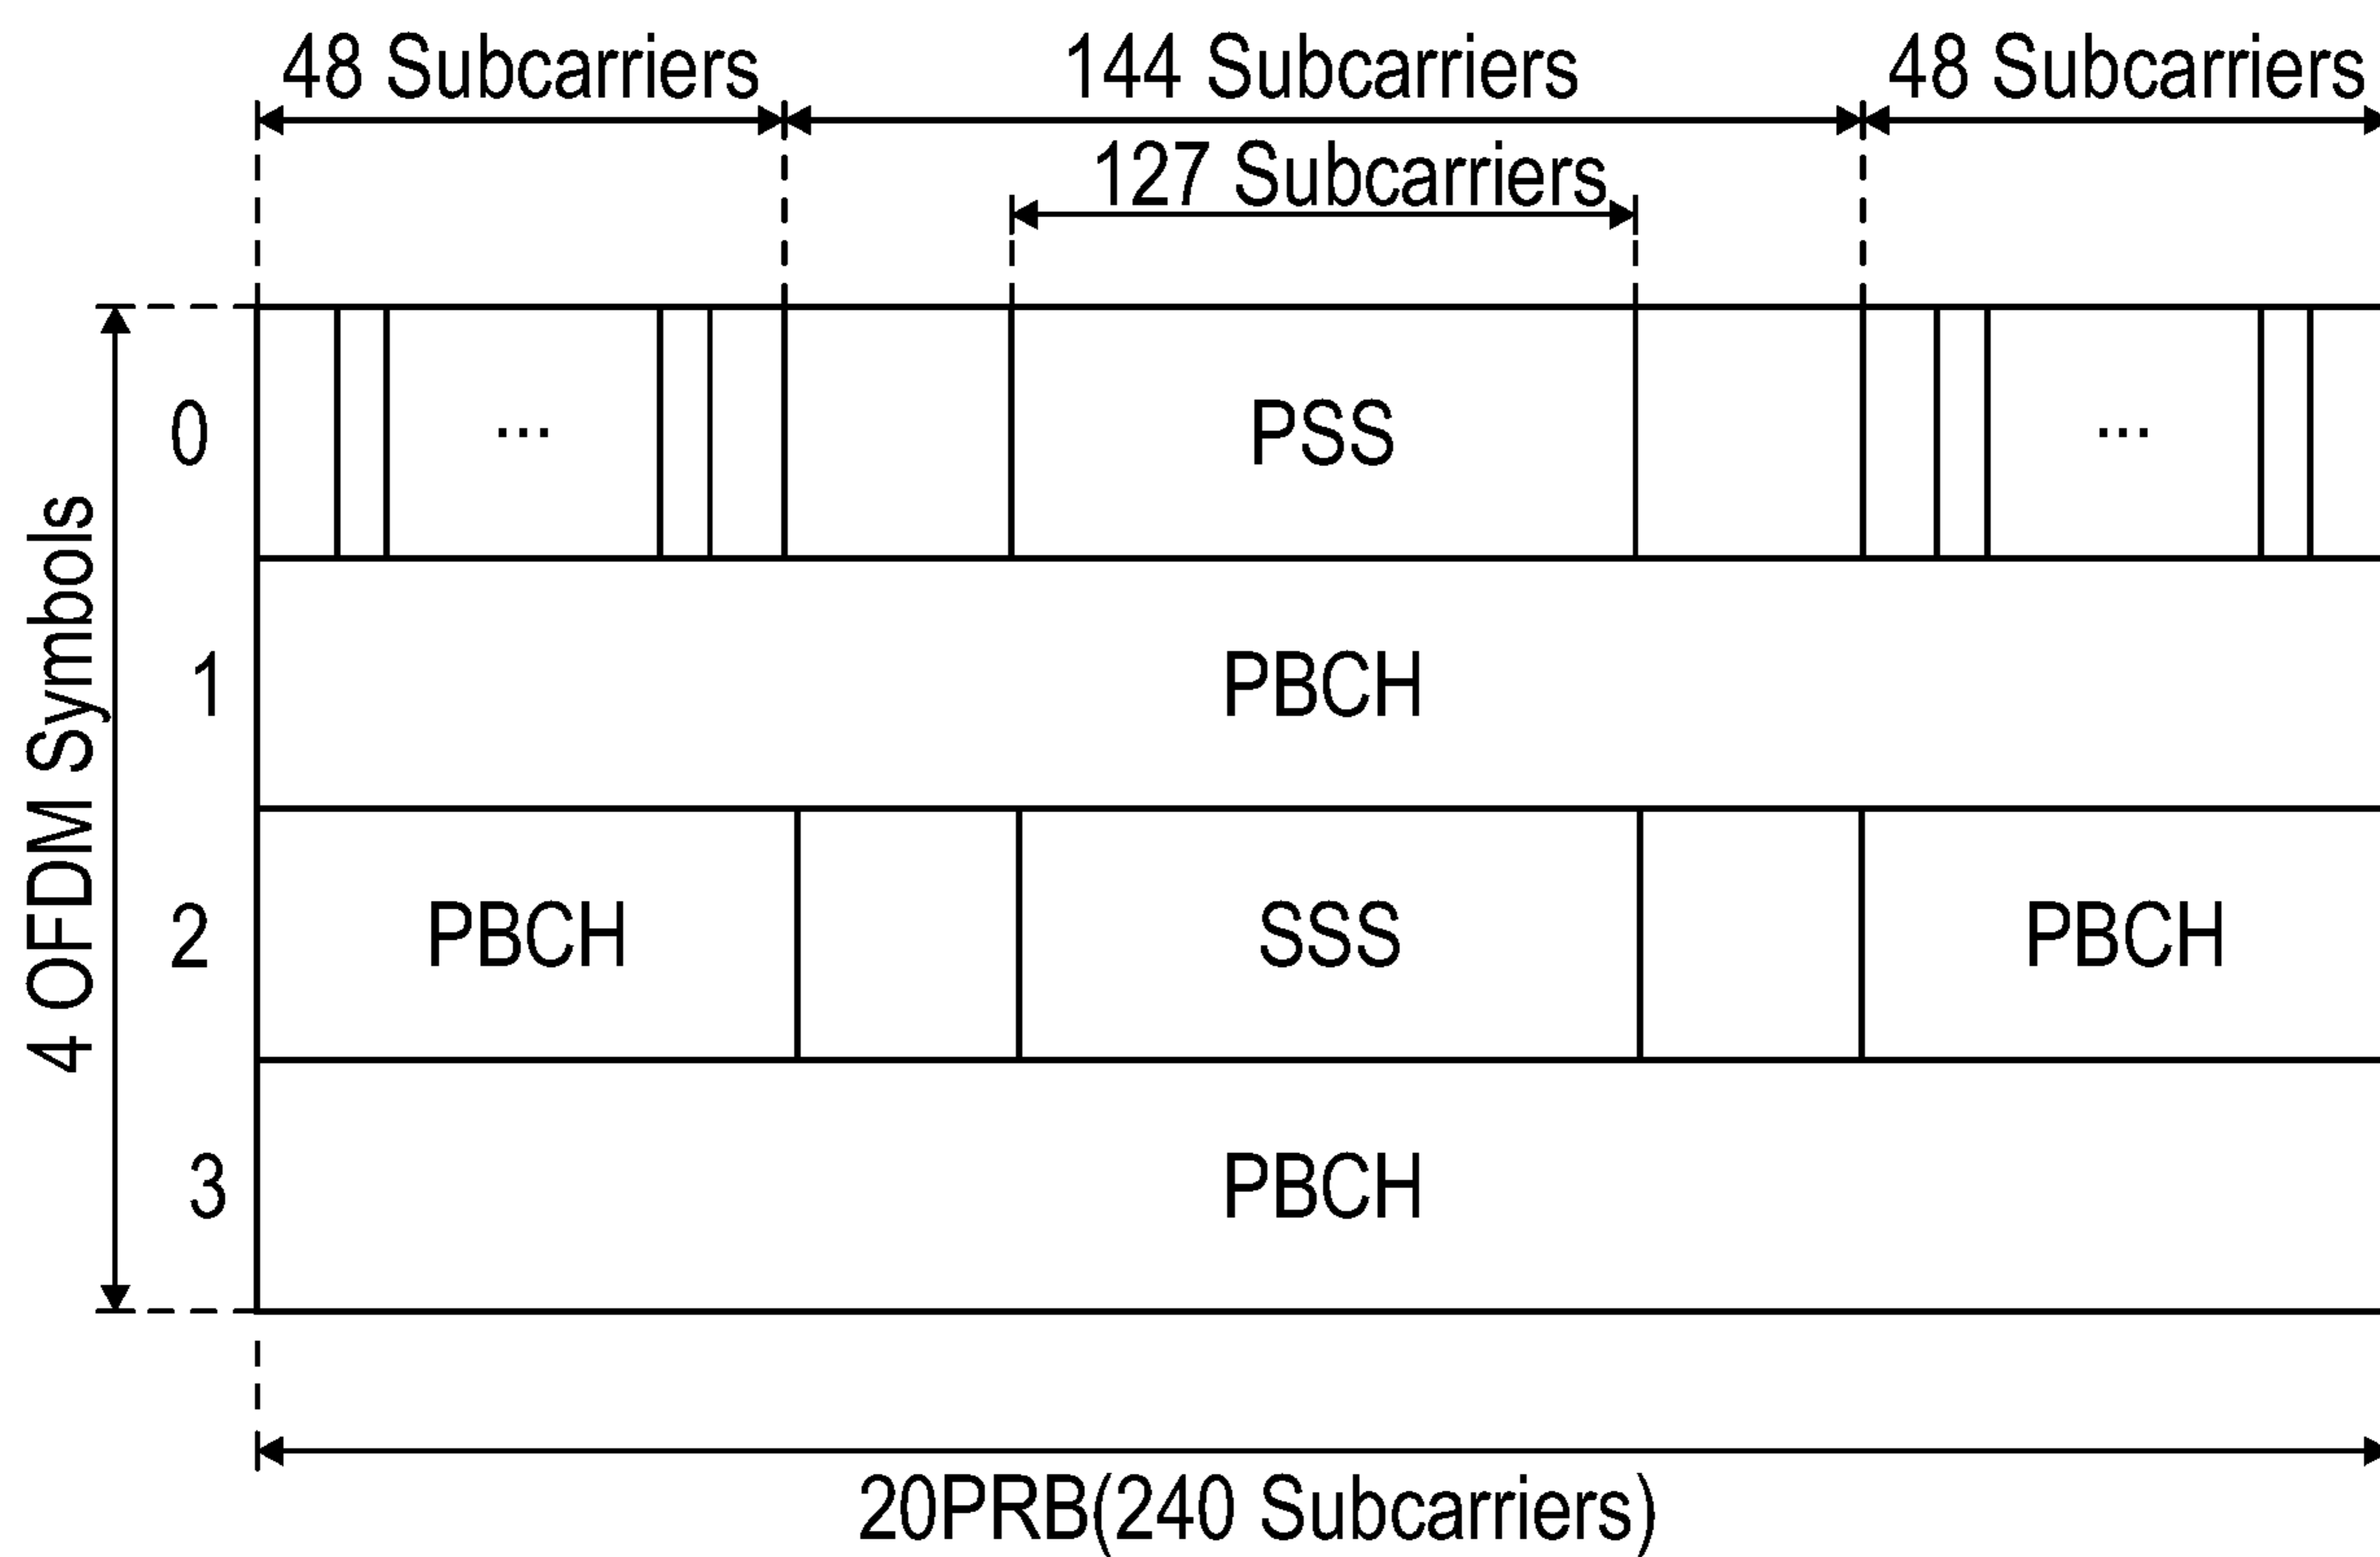 48 Subcarriers 144 Subcarriers 48 Subcarriers
127 Subcarriers
4 OFDM Symbols
0 ... PSS ...
1 PBCH
2 PBCH SSS PBCH
3 PBCH
20PRB(240 Subcarriers)